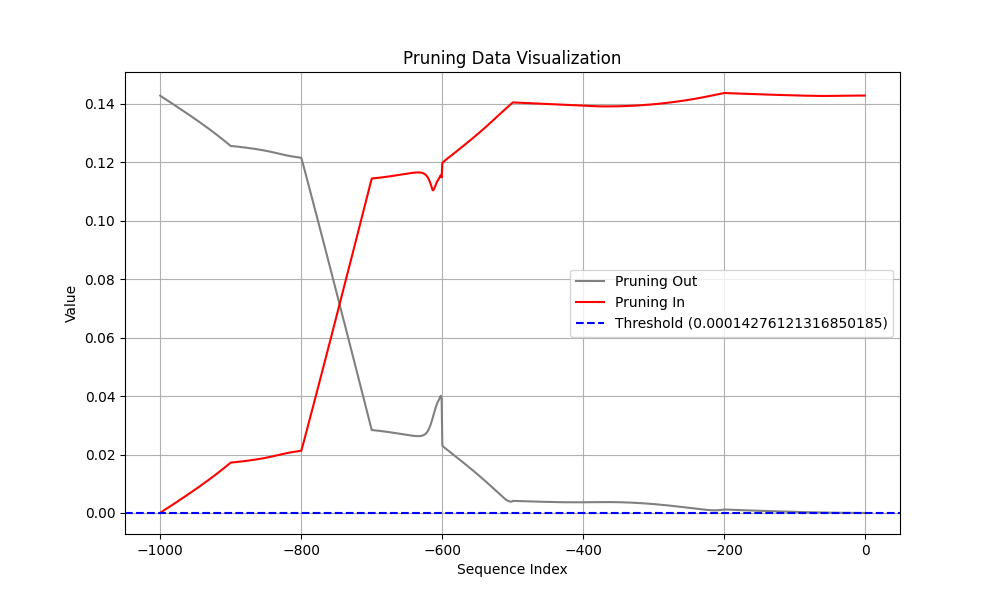 Pruning Data Visualization
0.14
0.12
0.10
0.08
0.06
0.04
0.02
0.00
Value
Pruning Out
Pruning In
Threshold (0.00014276121316850185)
−1000 −800 −600 −400 −200 0
Sequence Index